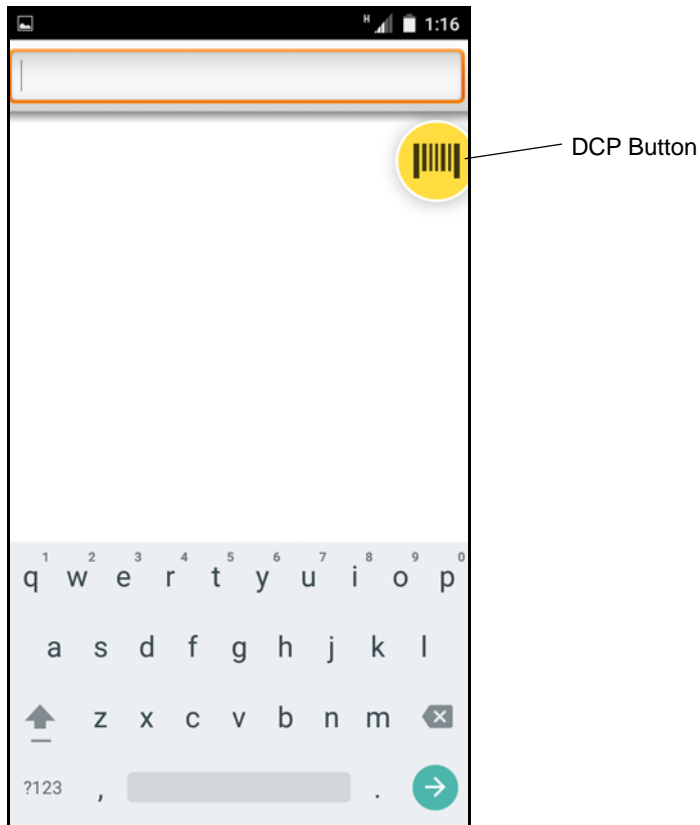 H 1:16
DCP Button
1 2 3 4 5 6 7 8 9 0
q w e r t y u i o p
a s d f g h j k l
z x c v b n m
?123 , .